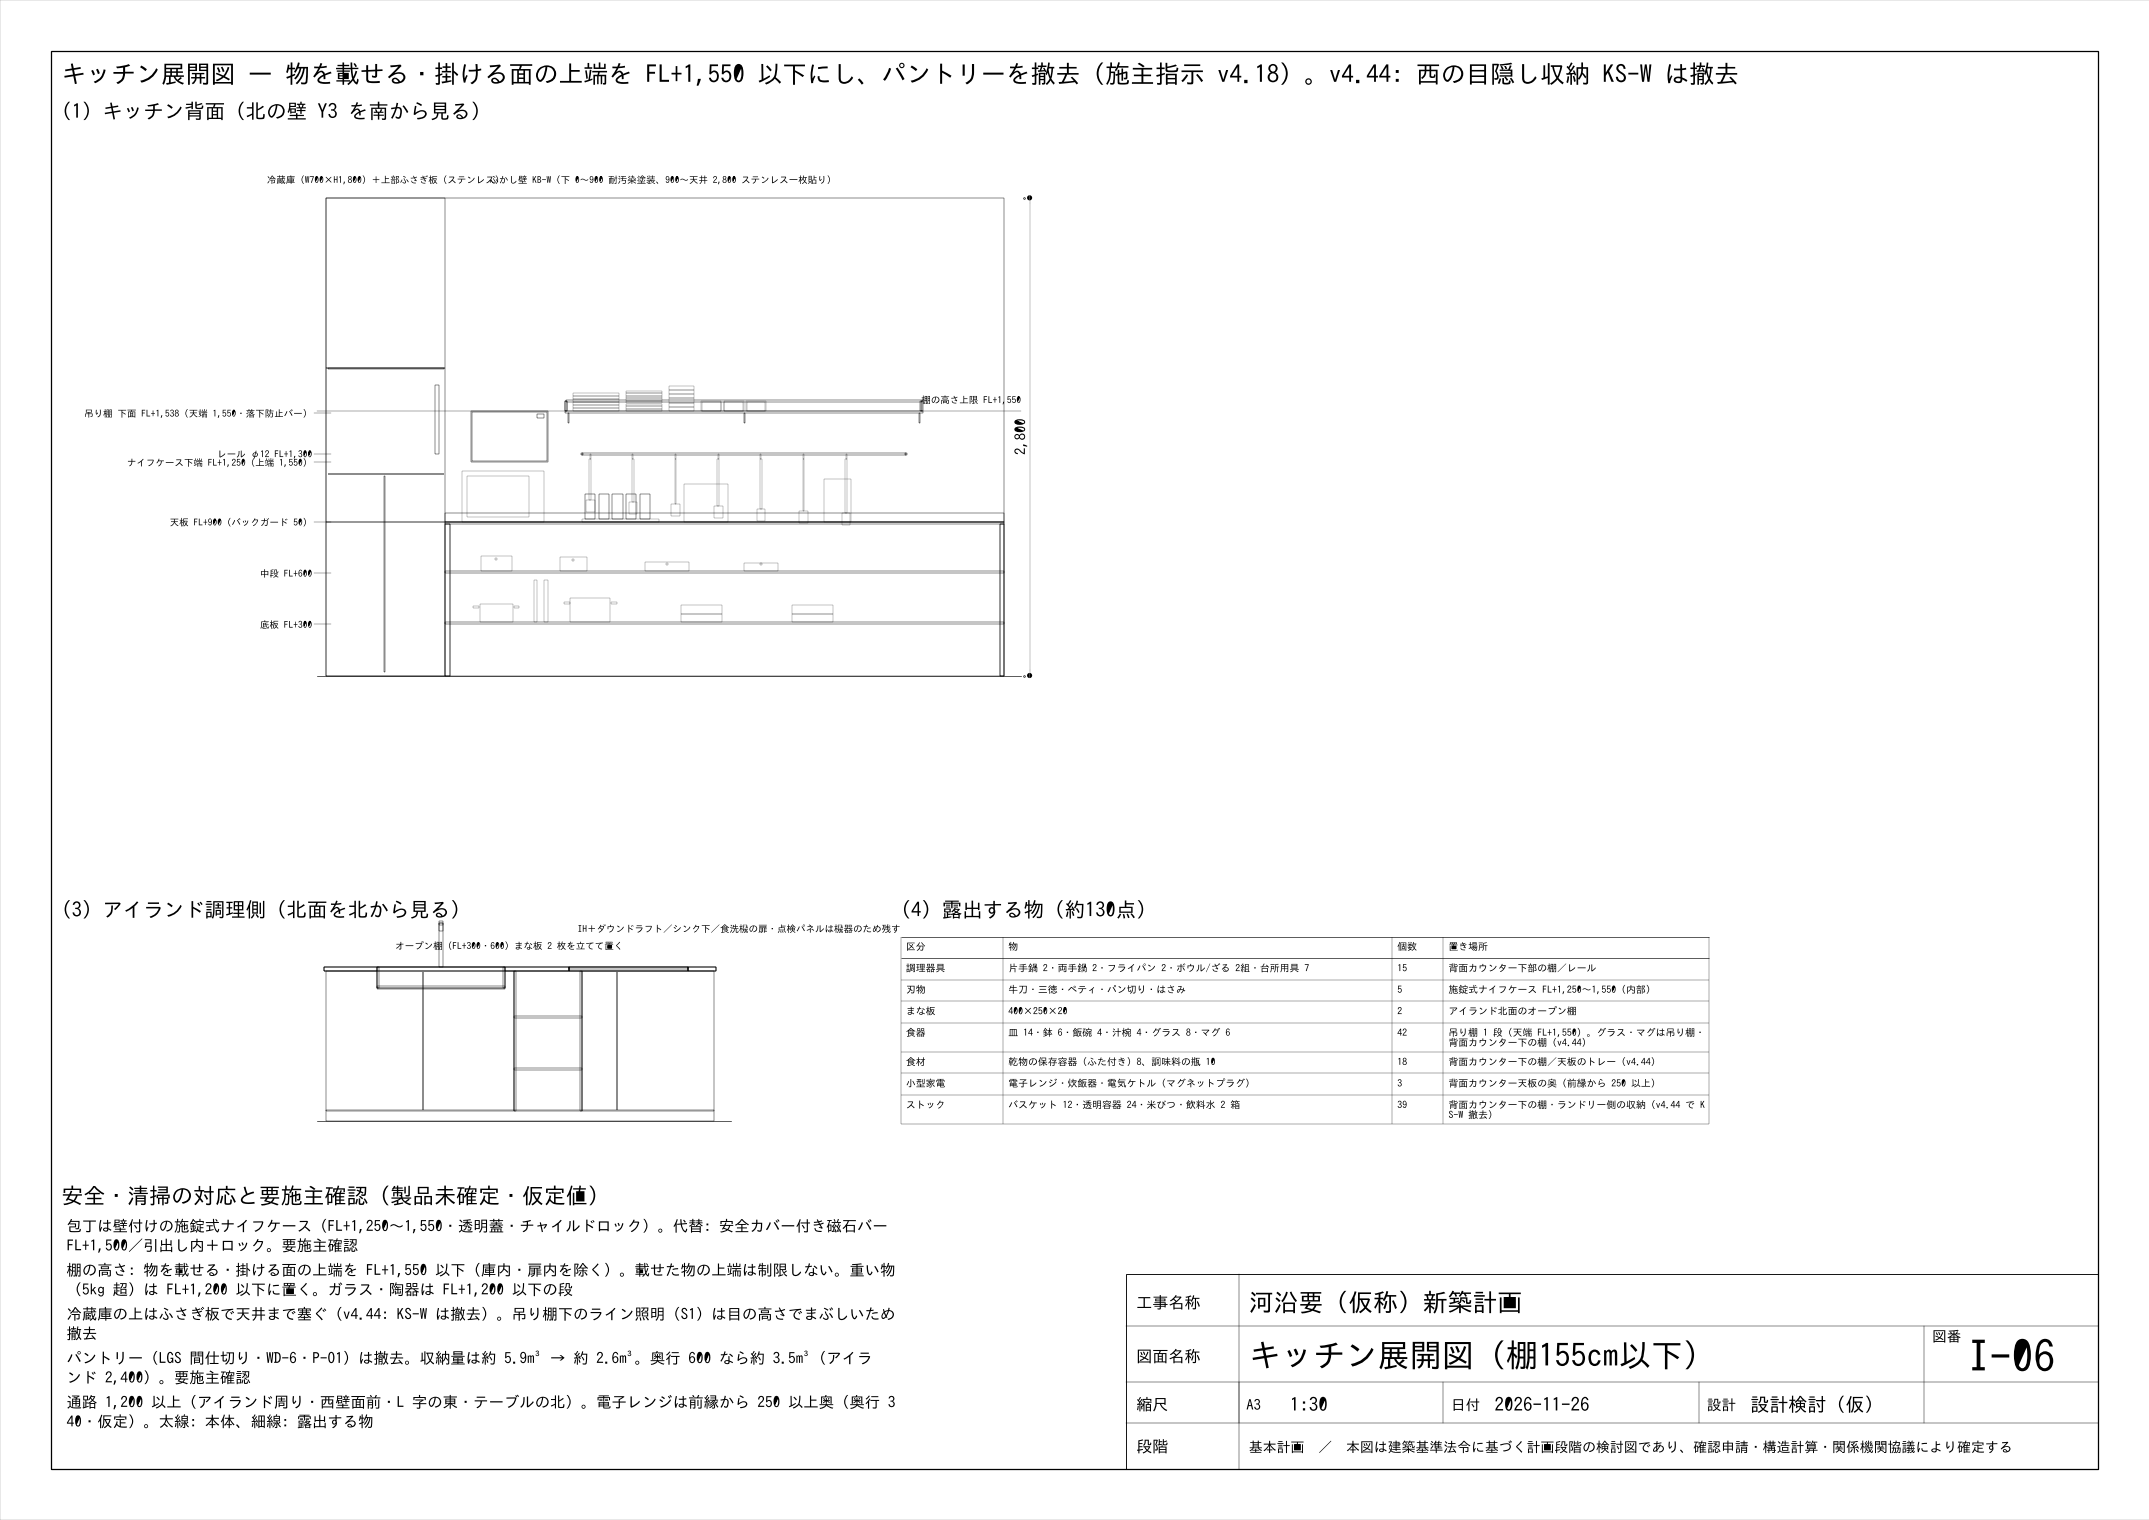 キッチン展開図 ― 物を載せる・掛ける面の上端を FL+1,550 以下にし、パントリーを撤去（施主指示 v4.18）。v4.44: 西の目隠し収納 KS-W は撤去
(1) キッチン背面（北の壁 Y3 を南から見る）
冷蔵庫（W700×H1,800）＋上部ふさぎ板（ステンレス）
かし壁 KB-W（下 0～900 耐汚染塗装、900～天井 2,800 ステンレス一枚貼り）
棚の高さ上限 FL+1,550
吊り棚 下面 FL+1,538（天端 1,550・落下防止バー）
2,800
レール φ12 FL+1,300
ナイフケース下端 FL+1,250（上端 1,550）
天板 FL+900（バックガード 50）
中段 FL+600
底板 FL+300
(3) アイランド調理側（北面を北から見る）
IH＋ダウンドラフト／シンク下／食洗機の扉・点検パネルは機器のため残す
オープン棚（FL+300・600）まな板 2 枚を立てて置く
(4) 露出する物（約130点）
区分 物 個数 置き場所
調理器具 片手鍋 2・両手鍋 2・フライパン 2・ボウル/ざる 2組・台所用具 7 15 背面カウンター下部の棚／レール
刃物 牛刀・三徳・ペティ・パン切り・はさみ 5 施錠式ナイフケース FL+1,250～1,550（内部）
まな板 400×250×20 2 アイランド北面のオープン棚
食器 皿 14・鉢 6・飯碗 4・汁椀 4・グラス 8・マグ 6 42 吊り棚 1 段（天端 FL+1,550）。グラス・マグは吊り棚・
背面カウンター下の棚（v4.44）
食材 乾物の保存容器（ふた付き）8、調味料の瓶 10 18 背面カウンター下の棚／天板のトレー（v4.44）
小型家電 電子レンジ・炊飯器・電気ケトル（マグネットプラグ） 3 背面カウンター天板の奥（前縁から 250 以上）
ストック バスケット 12・透明容器 24・米びつ・飲料水 2 箱 39 背面カウンター下の棚・ランドリー側の収納（v4.44 で K
S-W 撤去）
安全・清掃の対応と要施主確認（製品未確定・仮定値）
包丁は壁付けの施錠式ナイフケース（FL+1,250～1,550・透明蓋・チャイルドロック）。代替: 安全カバー付き磁石バー
FL+1,500／引出し内＋ロック。要施主確認
棚の高さ: 物を載せる・掛ける面の上端を FL+1,550 以下（庫内・扉内を除く）。載せた物の上端は制限しない。重い物
（5kg 超）は FL+1,200 以下に置く。ガラス・陶器は FL+1,200 以下の段
冷蔵庫の上はふさぎ板で天井まで塞ぐ（v4.44: KS-W は撤去）。吊り棚下のライン照明（S1）は目の高さでまぶしいため
撤去
パントリー（LGS 間仕切り・WD-6・P-01）は撤去。収納量は約 5.9m³ → 約 2.6m³。奥行 600 なら約 3.5m³（アイラ
ンド 2,400）。要施主確認
通路 1,200 以上（アイランド周り・西壁面前・L 字の東・テーブルの北）。電子レンジは前縁から 250 以上奥（奥行 3
40・仮定）。太線: 本体、細線: 露出する物
工事名称 河沿要（仮称）新築計画
図面名称 キッチン展開図（棚155cm以下） 図番 I-06
縮尺 A3 1:30 日付 2026-11-26 設計 設計検討（仮）
段階 基本計画 ／ 本図は建築基準法令に基づく計画段階の検討図であり、確認申請・構造計算・関係機関協議により確定する